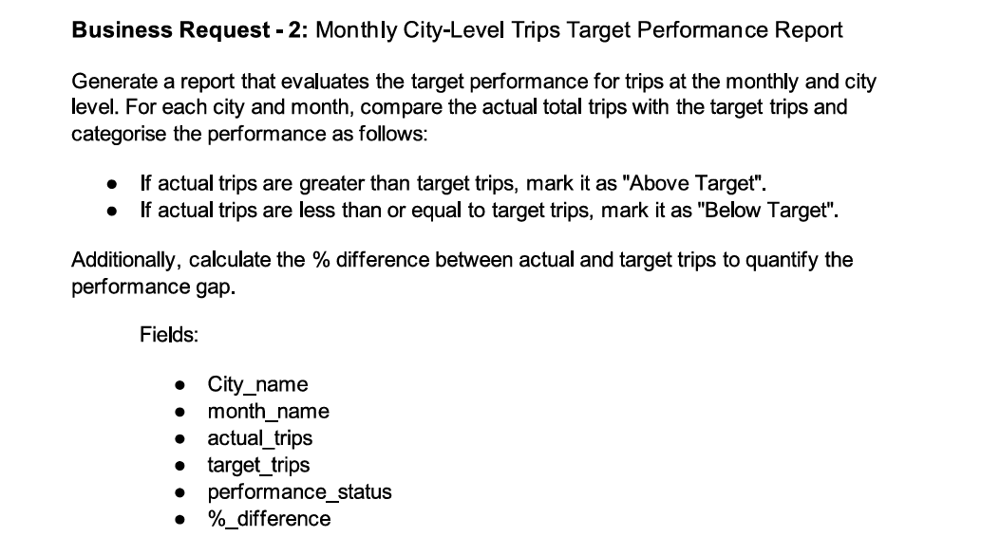 Business Request - 2: Monthly City-Level Trips Target Performance Report
Generate a report that evaluates the target performance for trips at the monthly and city
level. For each city and month, compare the actual total trips with the target trips and
categorise the performance as follows:
● If actual trips are greater than target trips, mark it as "Above Target".
● If actual trips are less than or equal to target trips, mark it as "Below Target".
Additionally, calculate the % difference between actual and target trips to quantify the
performance gap.
Fields:
● City_name
● month_name
● actual_trips
● target_trips
● performance_status
● %_difference